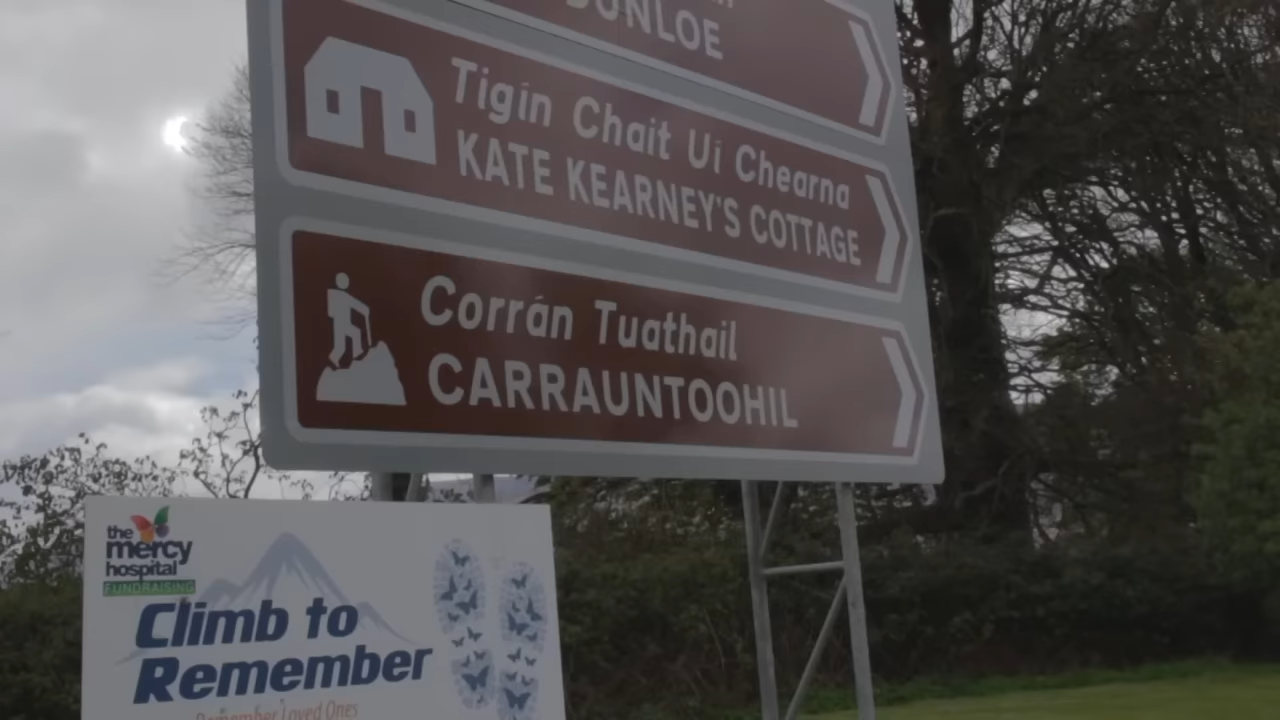 DUNLOE
Tigín Chait Uí Chearna
KATE KEARNEY'S COTTAGE
Corrán Tuathail
CARRAUNTOOHIL
the
mercy
hospital
FUNDRAISING
Climb to
Remember
Remember Loved Ones